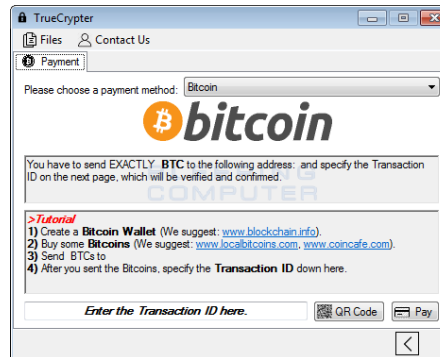 TrueCrypter
Files Contact Us
Payment
Please choose a payment method: Bitcoin
bitcoin
You have to send EXACTLY BTC to the following address: and specify the Transaction
ID on the next page, which will be verified and confirmed.
COMPUTER
>Tutorial
1) Create a Bitcoin Wallet (We suggest: www.blockchain.info).
2) Buy some Bitcoins (We suggest: www.localbitcoins.com, www.coincafe.com).
3) Send BTCs to
4) After you sent the Bitcoins, specify the Transaction ID down here.
Enter the Transaction ID here. QR Code Pay